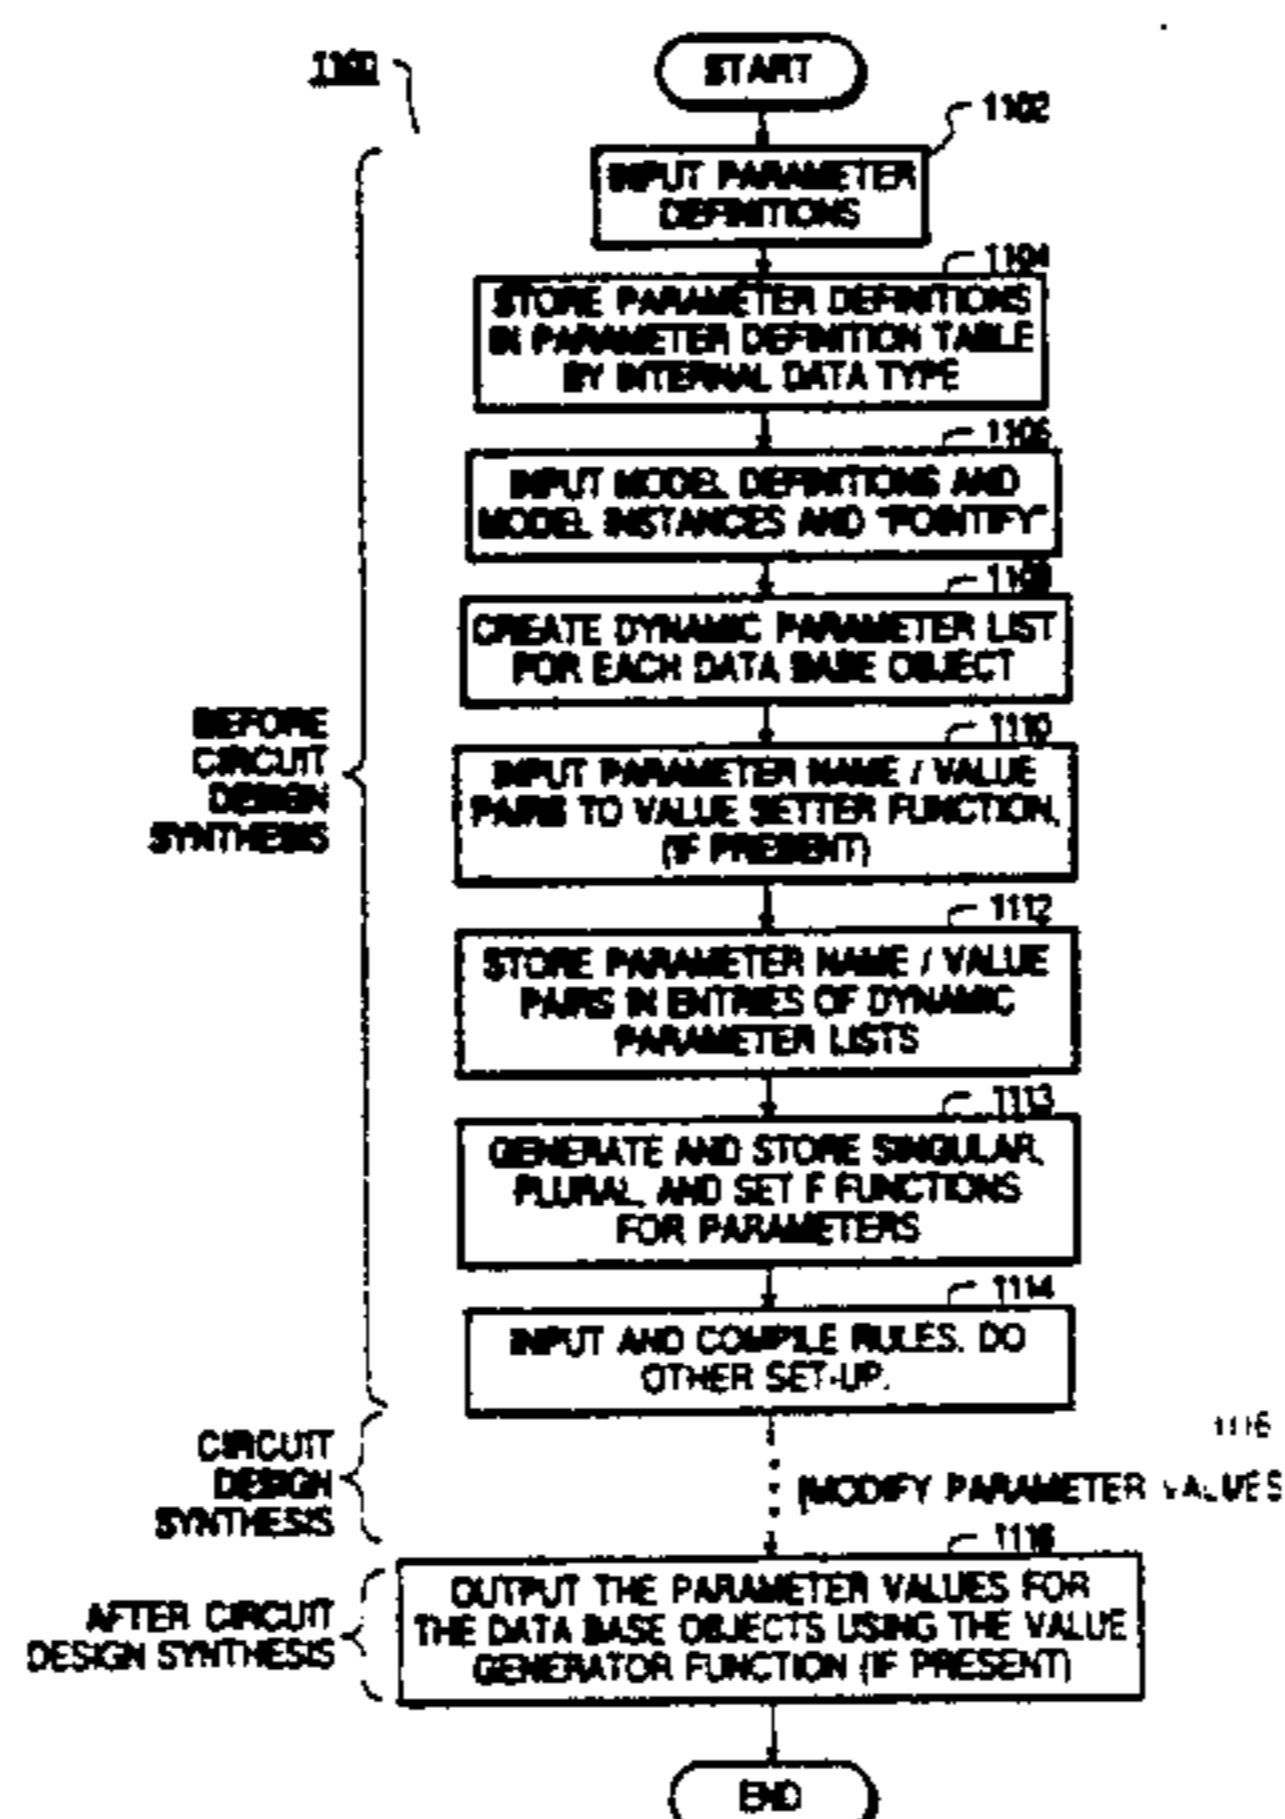 1100
START
1102
INPUT PARAMETER
DEFINITIONS
1104
STORE PARAMETER DEFINITIONS
IN PARAMETER DEFINITION TABLE
BY INTERNAL DATA TYPE
1106
INPUT MODEL DEFINITIONS AND
MODEL INSTANCES AND "POINTIFY"
1108
CREATE DYNAMIC PARAMETER LIST
FOR EACH DATA BASE OBJECT
BEFORE
CIRCUIT
DESIGN
SYNTHESIS
1110
INPUT PARAMETER NAME / VALUE
PAIRS TO VALUE SETTER FUNCTION,
(IF PRESENT)
1112
STORE PARAMETER NAME / VALUE
PAIRS IN ENTRIES OF DYNAMIC
PARAMETER LISTS
1113
GENERATE AND STORE SINGULAR,
PLURAL, AND SET F FUNCTIONS
FOR PARAMETERS
1114
INPUT AND COMPILE RULES. DO
OTHER SET-UP.
CIRCUIT
DESIGN
SYNTHESIS
1116
MODIFY PARAMETER VALUES
AFTER CIRCUIT
DESIGN SYNTHESIS
OUTPUT THE PARAMETER VALUES FOR
THE DATA BASE OBJECTS USING THE VALUE
GENERATOR FUNCTION (IF PRESENT)
END